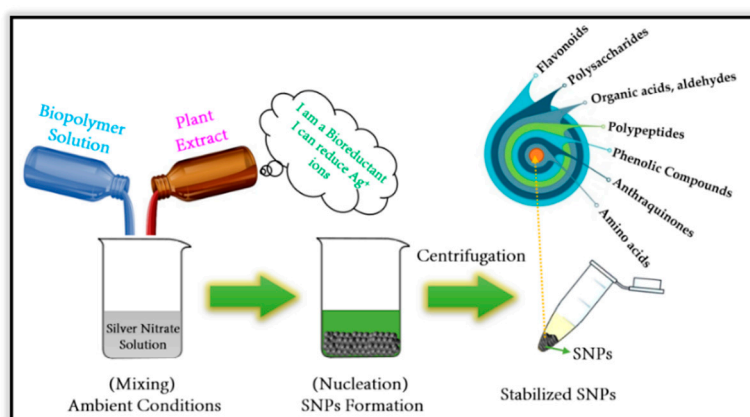 Biopolymer
Solution
Plant
Extract
I am a Bioreductant
I can reduce Ag⁺
ions
Flavonoids
Polysaccharides
Organic acids, aldehydes
Polypeptides
Phenolic Compounds
Anthraquinones
Amino acids
Silver Nitrate
Solution
Centrifugation
SNPs
(Mixing)
Ambient Conditions
(Nucleation)
SNPs Formation
Stabilized SNPs